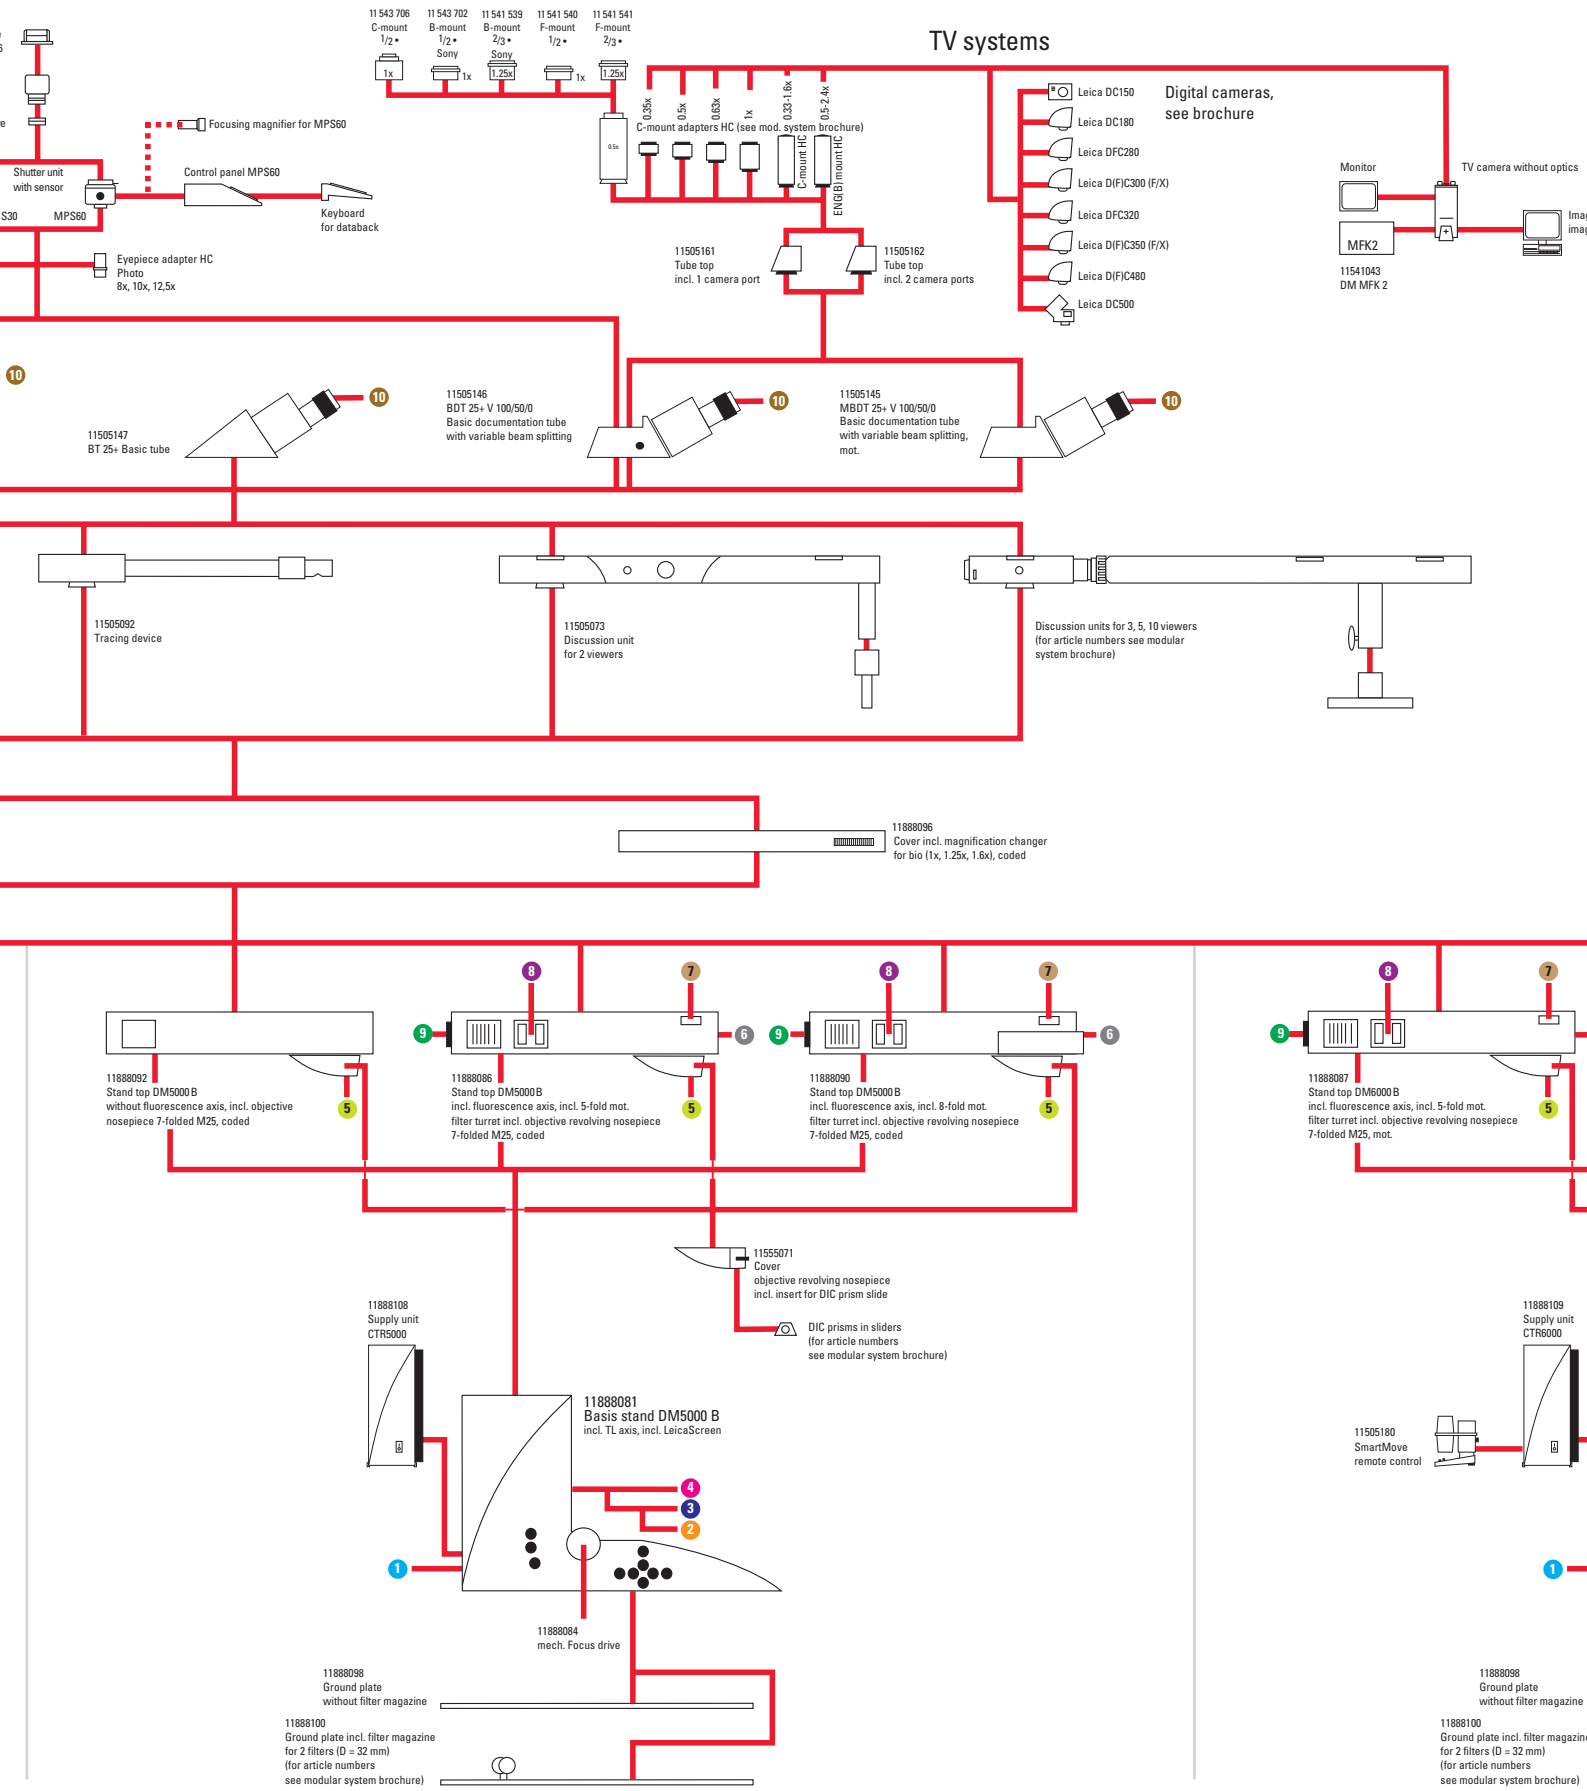 TV systems
11 543 706
C-mount
1/2 •
1x
11 543 702
B-mount
1/2 •
Sony
1x
11 541 539
B-mount
2/3 •
Sony
1.25x
11 541 540
F-mount
1/2 •
1x
11 541 541
F-mount
2/3 •
1.25x
0.5x
0.35x
0.5x
0.63x
1x
0.33-1.6x
0.5-2.4x
C-mount adapters HC (see mod. system brochure)
C-mount HC
ENG(B) mount HC
Leica DC150
Leica DC180
Leica DFC280
Leica D(F)C300 (F/X)
Leica DFC320
Leica D(F)C350 (F/X)
Leica D(F)C480
Leica DC500
Digital cameras,
see brochure
Monitor
TV camera without optics
MFK2
11541043
DM MFK 2
Focusing magnifier for MPS60
Shutter unit
with sensor
Control panel MPS60
Keyboard
for databack
S30
MPS60
Eyepiece adapter HC
Photo
8x, 10x, 12,5x
11505161
Tube top
incl. 1 camera port
11505162
Tube top
incl. 2 camera ports
10
11505147
BT 25+ Basic tube
10
11505146
BDT 25+ V 100/50/0
Basic documentation tube
with variable beam splitting
10
11505145
MBDT 25+ V 100/50/0
Basic documentation tube
with variable beam splitting,
mot.
10
11505092
Tracing device
11505073
Discussion unit
for 2 viewers
Discussion units for 3, 5, 10 viewers
(for article numbers see modular
system brochure)
11888096
Cover incl. magnification changer
for bio (1x, 1.25x, 1.6x), coded
11888092
Stand top DM5000 B
without fluorescence axis, incl. objective
nosepiece 7-folded M25, coded
5
8
7
9
6
11888086
Stand top DM5000 B
incl. fluorescence axis, incl. 5-fold mot.
filter turret incl. objective revolving nosepiece
7-folded M25, coded
5
8
7
9
6
11888090
Stand top DM5000 B
incl. fluorescence axis, incl. 8-fold mot.
filter turret incl. objective revolving nosepiece
7-folded M25, coded
5
8
7
9
11888087
Stand top DM6000 B
incl. fluorescence axis, incl. 5-fold mot.
filter turret incl. objective revolving nosepiece
7-folded M25, mot.
5
11555071
Cover
objective revolving nosepiece
incl. insert for DIC prism slide
DIC prisms in sliders
(for article numbers
see modular system brochure)
11888108
Supply unit
CTR5000
11888081
Basis stand DM5000 B
incl. TL axis, incl. LeicaScreen
4
3
2
1
11888084
mech. Focus drive
11888098
Ground plate
without filter magazine
11888100
Ground plate incl. filter magazine
for 2 filters (D = 32 mm)
(for article numbers
see modular system brochure)
11888109
Supply unit
CTR6000
11505180
SmartMove
remote control
1
11888098
Ground plate
without filter magazine
11888100
Ground plate incl. filter magazine
for 2 filters (D = 32 mm)
(for article numbers
see modular system brochure)